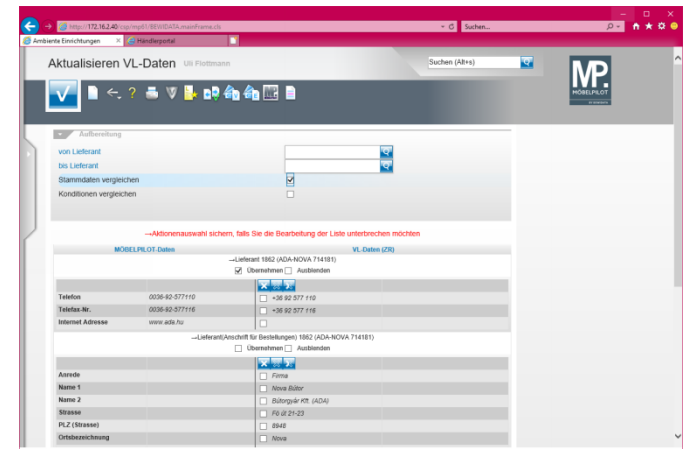 http://172.16.2.40/csp/mp61/BEWIDATA.mainFrame.cls
Suchen...
Ambiente Einrichtungen
Händlerportal
Aktualisieren VL-Daten Uli Flottmann
Suchen (Alt+s)
MP.
MÖBELPILOT
Aufbereitung
von Lieferant
bis Lieferant
Stammdaten vergleichen
Konditionen vergleichen
→Aktionenauswahl sichern, falls Sie die Bearbeitung der Liste unterbrechen möchten
MÖBELPILOT-Daten VL-Daten (ZR)
→Lieferant 1862 (ADA-NOVA 714181)
Übernehmen Ausblenden
Telefon 0036-92-577110 +36 92 577 110
Telefax-Nr. 0036-92-577116 +36 92 577 116
Internet Adresse www.ada.hu
→Lieferant(Anschrift für Bestellungen) 1862 (ADA-NOVA 714181)
Übernehmen Ausblenden
Anrede Firma
Name 1 Nova Bútor
Name 2 Bútorgyár Kft. (ADA)
Strasse Fö út 21-23
PLZ (Strasse) 8948
Ortsbezeichnung Nova